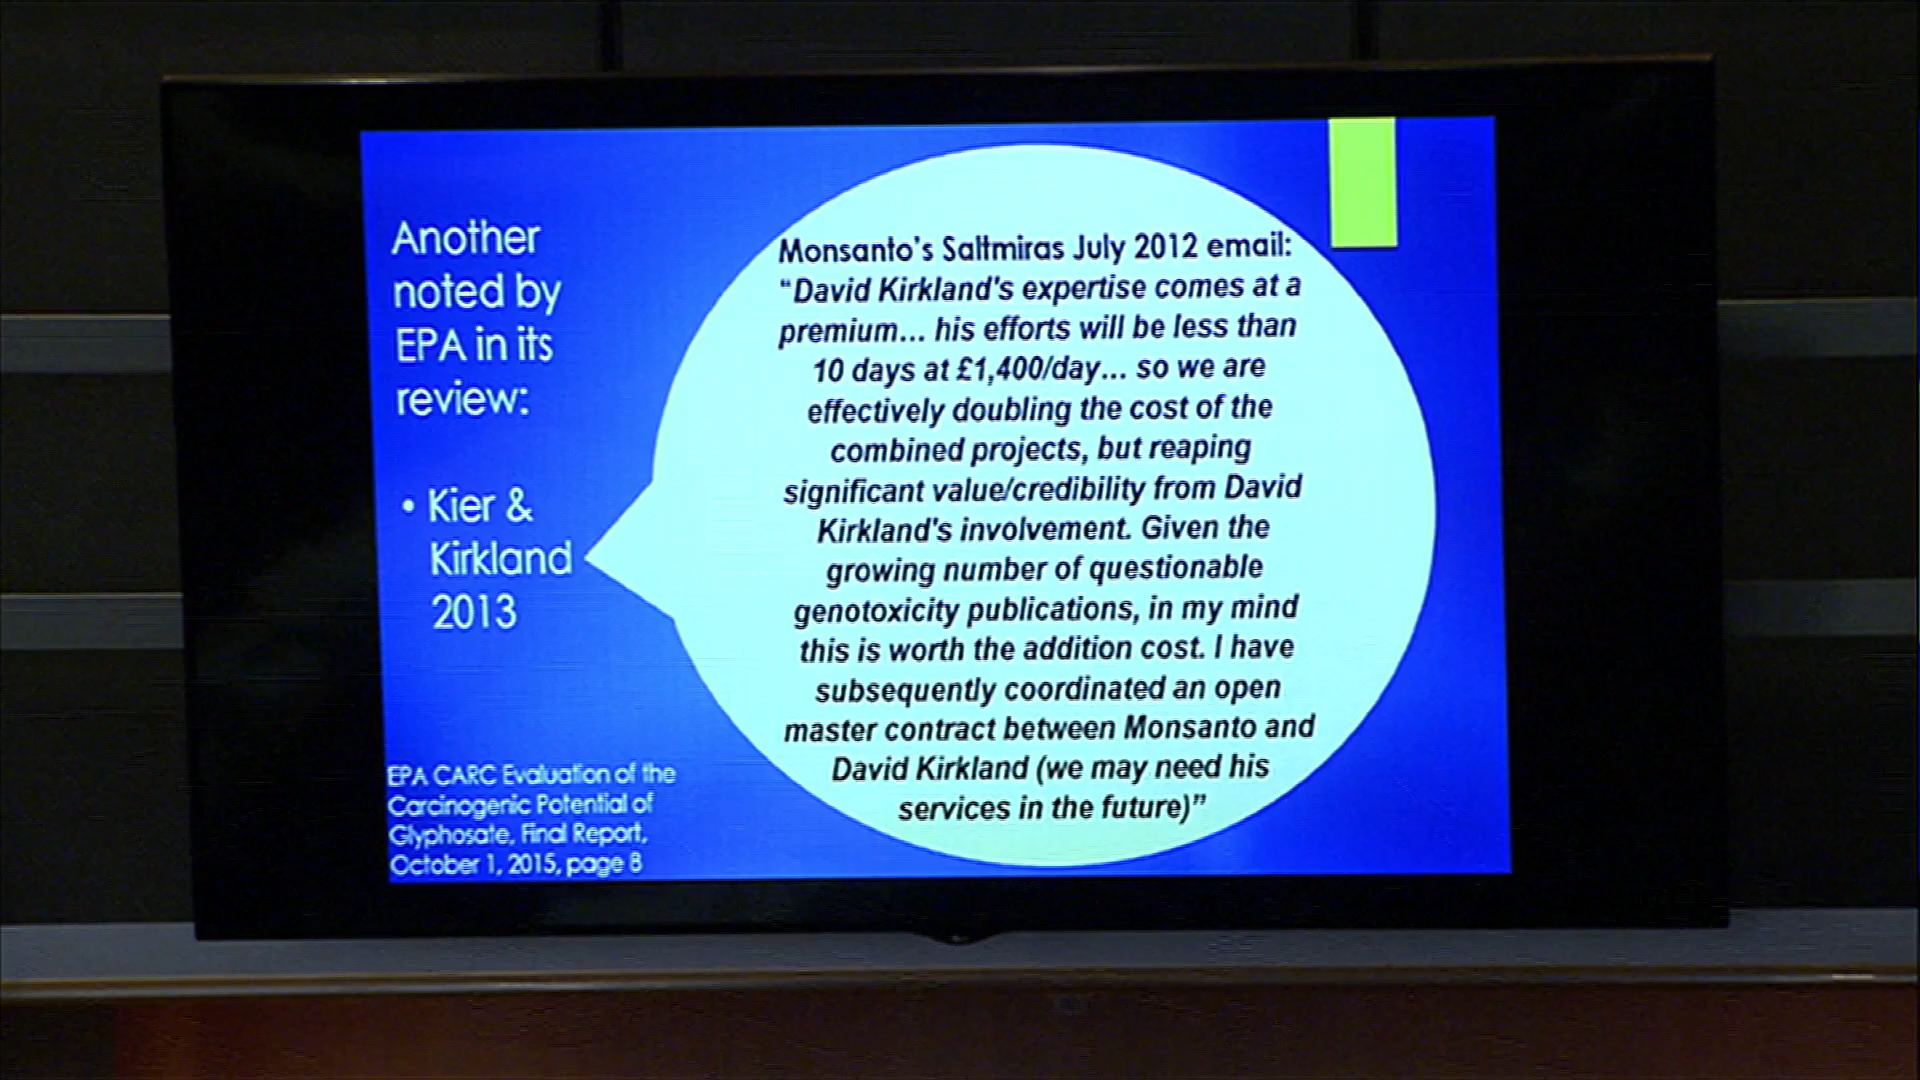 Another
noted by
EPA in its
review:
• Kier &
Kirkland
2013
EPA CARC Evaluation of the
Carcinogenic Potential of
Glyphosate, Final Report,
October 1, 2015, page 8
Monsanto's Saltmiras July 2012 email:
“David Kirkland's expertise comes at a
premium... his efforts will be less than
10 days at £1,400/day... so we are
effectively doubling the cost of the
combined projects, but reaping
significant value/credibility from David
Kirkland's involvement. Given the
growing number of questionable
genotoxicity publications, in my mind
this is worth the addition cost. I have
subsequently coordinated an open
master contract between Monsanto and
David Kirkland (we may need his
services in the future)”